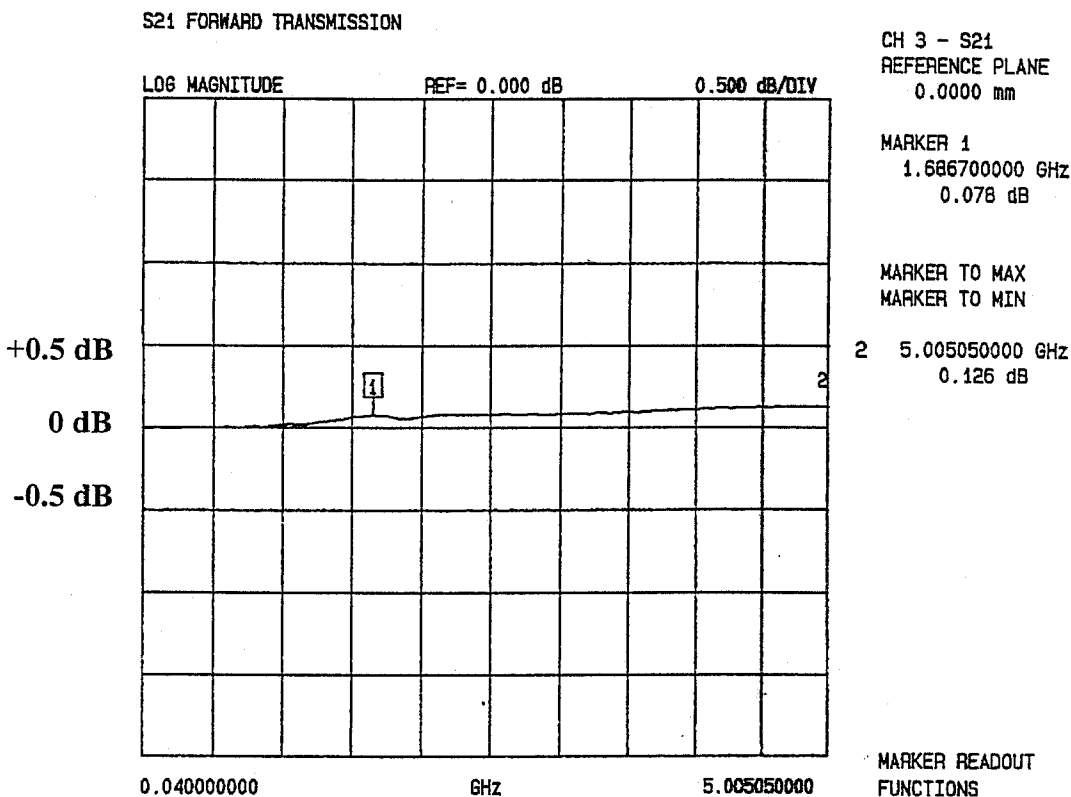 S21 FORWARD TRANSMISSION
CH 3 - S21
REFERENCE PLANE
0.0000 mm
LOG MAGNITUDE REF= 0.000 dB 0.500 dB/DIV
MARKER 1
1.686700000 GHz
0.078 dB
MARKER TO MAX
MARKER TO MIN
+0.5 dB
2 5.005050000 GHz
0.126 dB
1
2
0 dB
-0.5 dB
0.040000000 GHz 5.005050000
MARKER READOUT
FUNCTIONS